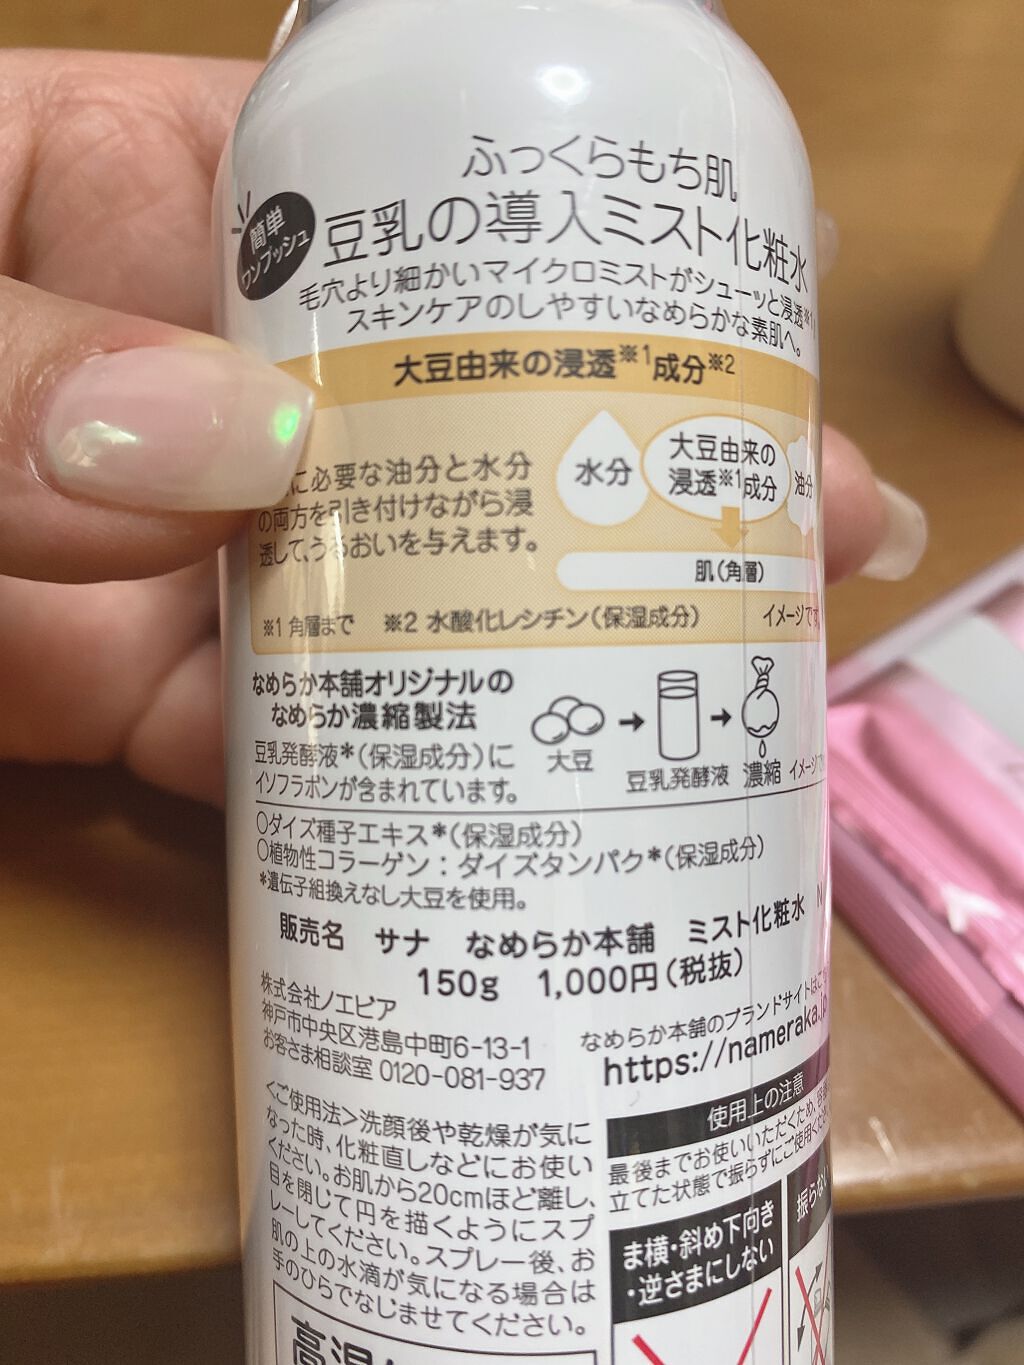 ふっくらもち肌
簡単
ワンプッシュ
豆乳の導入ミスト化粧水
毛穴より細かいマイクロミストがシューッと浸透※1
スキンケアのしやすいなめらかな素肌へ。
大豆由来の浸透※1成分※2
に必要な油分と水分
の両方を引き付けながら浸
透して、うるおいを与えます。
水分
大豆由来の
浸透※1成分
油分
肌(角層)
※1 角層まで ※2 水酸化レシチン(保湿成分)
イメージです
なめらか本舗オリジナルの
なめらか濃縮製法
豆乳発酵液*(保湿成分)に
イソフラボンが含まれています。
大豆
豆乳発酵液
濃縮
イメージ
○ダイズ種子エキス*(保湿成分)
○植物性コラーゲン：ダイズタンパク*(保湿成分)
*遺伝子組換えなし大豆を使用。
販売名 サナ なめらか本舗 ミスト化粧水 N
150g 1,000円(税抜)
株式会社ノエビア
神戸市中央区港島中町6-13-1
お客さま相談室 0120-081-937
なめらか本舗のブランドサイトはこ
https://nameraka.jp
<ご使用法>洗顔後や乾燥が気に
なった時、化粧直しなどにお使い
ください。お肌から20cmほど離し、
目を閉じて円を描くようにスプ
レーしてください。スプレー後、お
肌の上の水滴が気になる場合は
手のひらでなじませてください。
使用上の注意
最後までお使いいただくため、
立てた状態で振らずにご使用くださ
ま横・斜め下向き
・逆さまにしない
振らない
高温